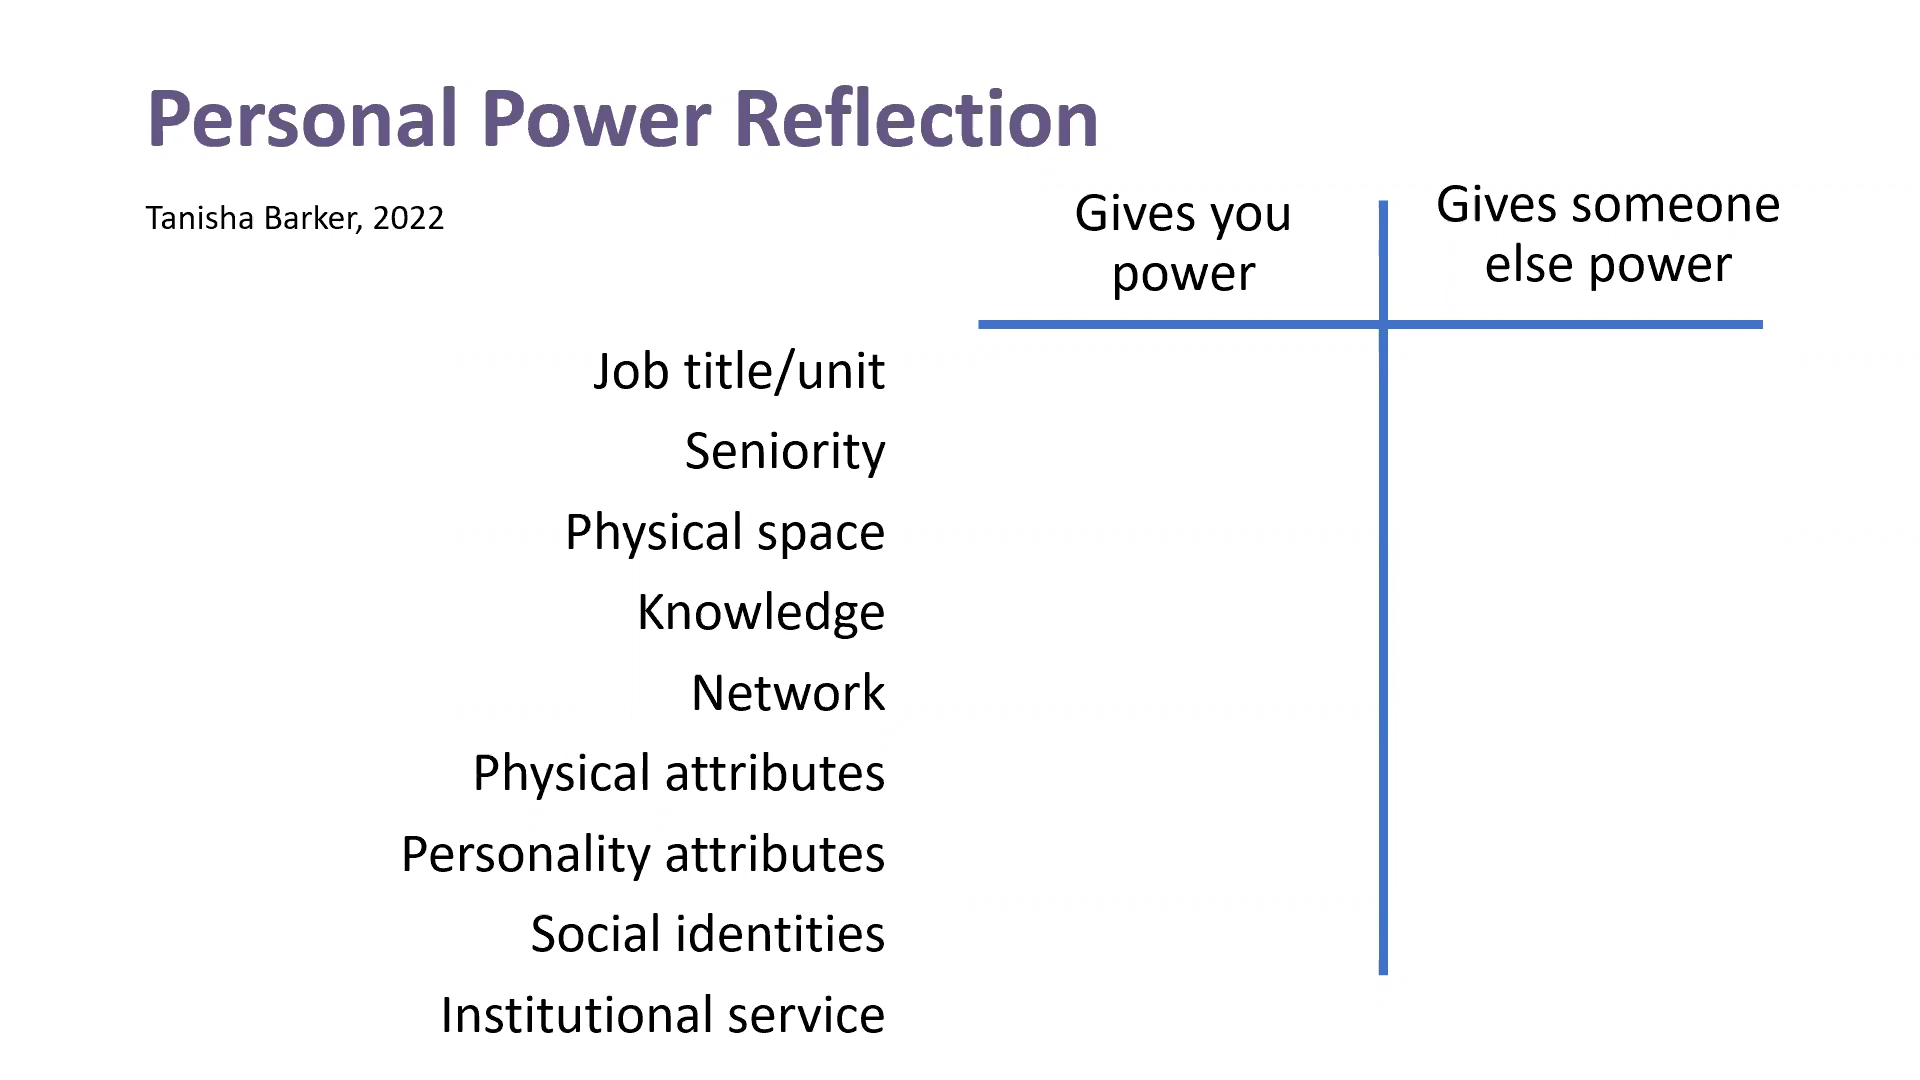 Personal Power Reflection
Tanisha Barker, 2022
Gives you
power
Gives someone
else power
Job title/unit
Seniority
Physical space
Knowledge
Network
Physical attributes
Personality attributes
Social identities
Institutional service